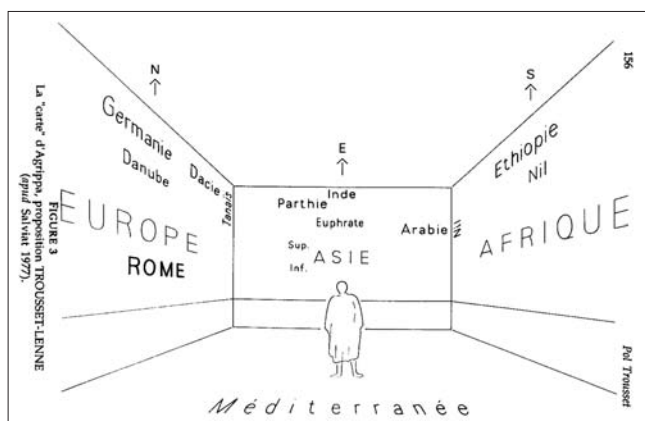 156
Pol Trousset
N
E
S
Germanie
Danube
Dacie
Tanaïs
EUROPE
ROME
Inde
Parthie
Euphrate
Sup.
Inf.
ASIE
Arabie
Nil
Ethiopie
Nil
AFRIQUE
Méditerranée
FIGURE 3
La "carte" d'Agrippa, proposition TROUSSET-LENNE
(apud Salviat 1977).